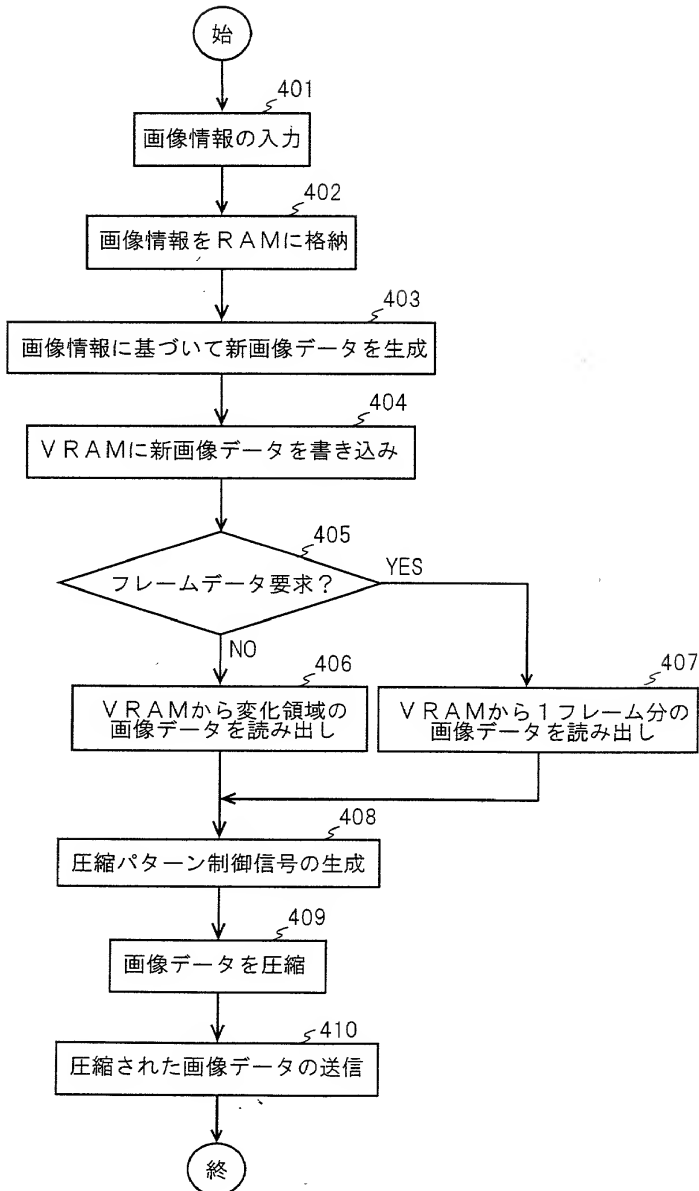 始
401
画像情報の入力
402
画像情報をRAMに格納
403
画像情報に基づいて新画像データを生成
404
VRAMに新画像データを書き込み
405
フレームデータ要求？
YES
NO
406
VRAMから変化領域の
画像データを読み出し
407
VRAMから1フレーム分の
画像データを読み出し
408
圧縮パターン制御信号の生成
409
画像データを圧縮
410
圧縮された画像データの送信
終